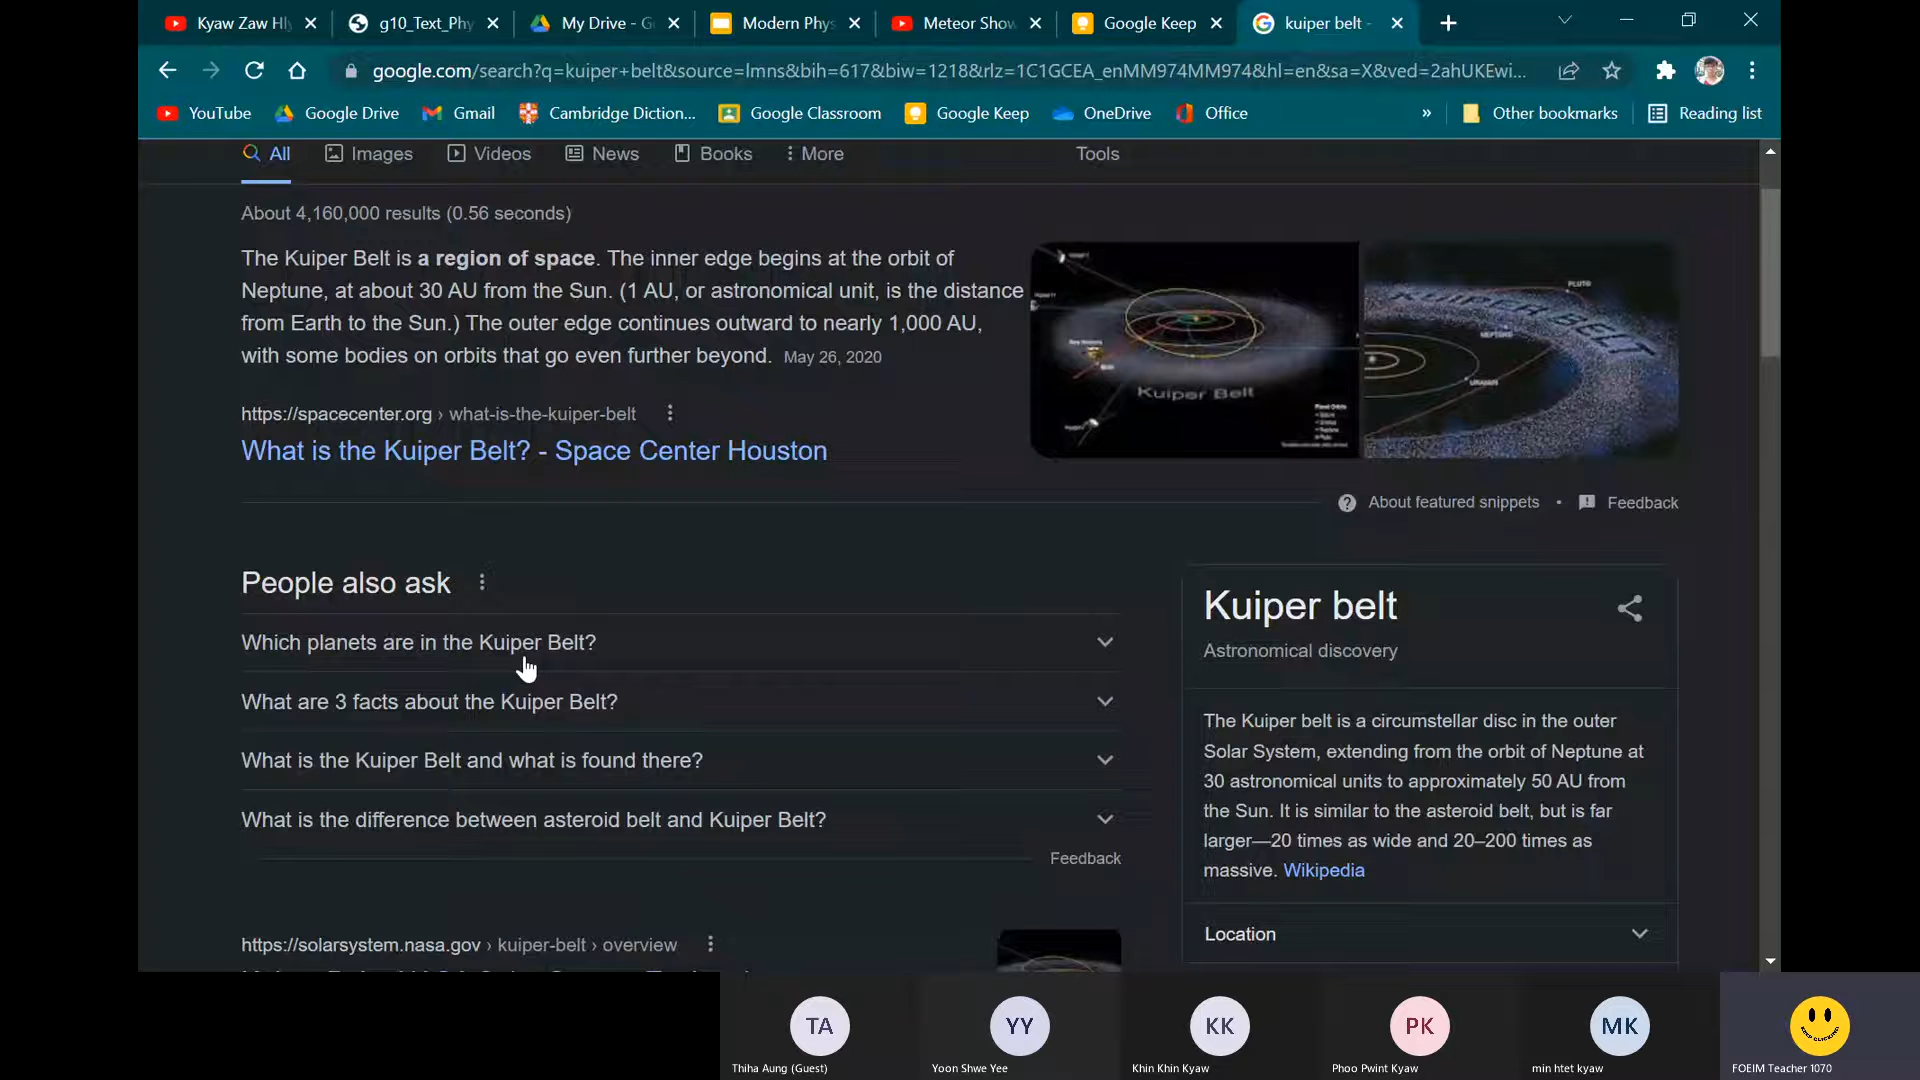 Kyaw Zaw Hl
g10_Text_Phy
My Drive - G
Modern Phys
Meteor Show
Google Keep
kuiper belt -
google.com/search?q=kuiper+belt&source=lmns&bih=617&biw=1218&rlz=1C1GCEA_enMM974MM974&hl=en&sa=X&ved=2ahUKEwi...
YouTube
Google Drive
Gmail
Cambridge Diction...
Google Classroom
Google Keep
OneDrive
Office
»
Other bookmarks
Reading list
All
Images
Videos
News
Books
More
Tools
About 4,160,000 results (0.56 seconds)
The Kuiper Belt is a region of space. The inner edge begins at the orbit of
Neptune, at about 30 AU from the Sun. (1 AU, or astronomical unit, is the distance
from Earth to the Sun.) The outer edge continues outward to nearly 1,000 AU,
with some bodies on orbits that go even further beyond. May 26, 2020
Kuiper Belt
KUIPER BELT
PLUTO
NEPTUNE
URANUS
https://spacecenter.org › what-is-the-kuiper-belt
What is the Kuiper Belt? - Space Center Houston
About featured snippets • Feedback
People also ask
Which planets are in the Kuiper Belt?
What are 3 facts about the Kuiper Belt?
What is the Kuiper Belt and what is found there?
What is the difference between asteroid belt and Kuiper Belt?
Feedback
https://solarsystem.nasa.gov › kuiper-belt › overview
Kuiper belt
Astronomical discovery
The Kuiper belt is a circumstellar disc in the outer
Solar System, extending from the orbit of Neptune at
30 astronomical units to approximately 50 AU from
the Sun. It is similar to the asteroid belt, but is far
larger—20 times as wide and 20–200 times as
massive. Wikipedia
Location
TA
YY
KK
PK
MK
KEEP CLICKING
Thiha Aung (Guest)
Yoon Shwe Yee
Khin Khin Kyaw
Phoo Pwint Kyaw
min htet kyaw
FOEIM Teacher 1070